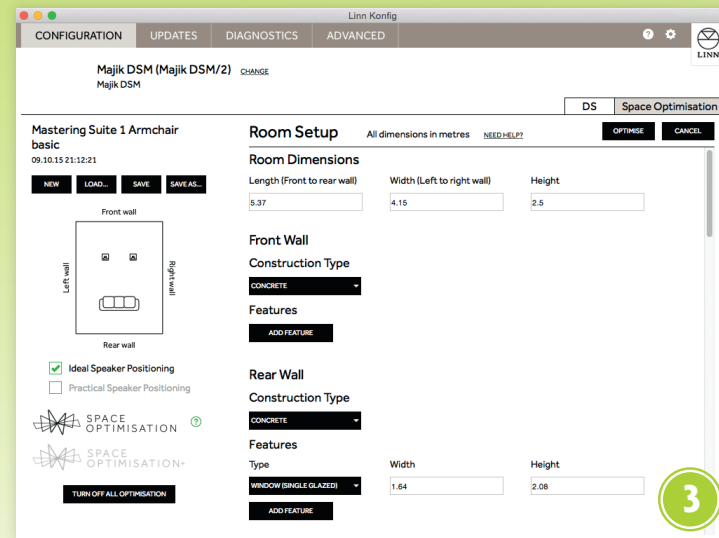 Linn Konfig
CONFIGURATION UPDATES DIAGNOSTICS ADVANCED ?
LINN
Majik DSM (Majik DSM/2) CHANGE
Majik DSM
DS Space Optimisation
Mastering Suite 1 Armchair
basic
09.10.15 21:12:21
NEW LOAD... SAVE SAVE AS...
Front wall
Left wall
Right wall
Rear wall
Ideal Speaker Positioning
Practical Speaker Positioning
SPACE
OPTIMISATION ?
SPACE
OPTIMISATION+
TURN OFF ALL OPTIMISATION
Room Setup All dimensions in metres NEED HELP? OPTIMISE CANCEL
Room Dimensions
Length (Front to rear wall) Width (Left to right wall) Height
5.37 4.15 2.5
Front Wall
Construction Type
CONCRETE
Features
ADD FEATURE
Rear Wall
Construction Type
CONCRETE
Features
Type Width Height
WINDOW (SINGLE GLAZED) 1.64 2.08
ADD FEATURE
3